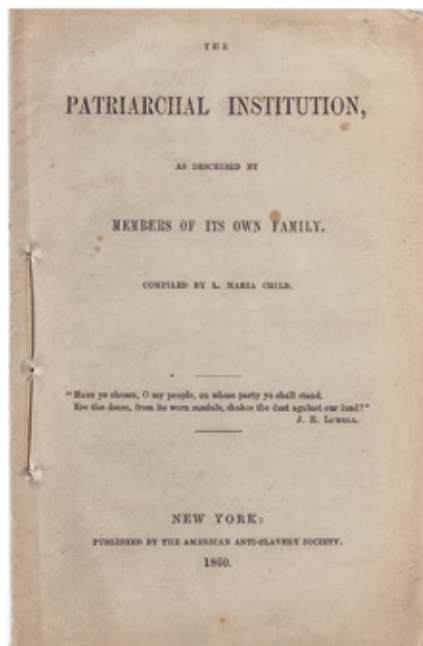 THE
PATRIARCHAL INSTITUTION,
AS DESCRIBED BY
MEMBERS OF ITS OWN FAMILY.
COMPILED BY L. MARIA CHILD.
"Have ye chosen, O my people, on whose party ye shall stand,
Ere the doom, from its worn sandals, shakes the dust against our land?"
J. R. LOWELL.
NEW YORK:
PUBLISHED BY THE AMERICAN ANTI-SLAVERY SOCIETY.
1860.